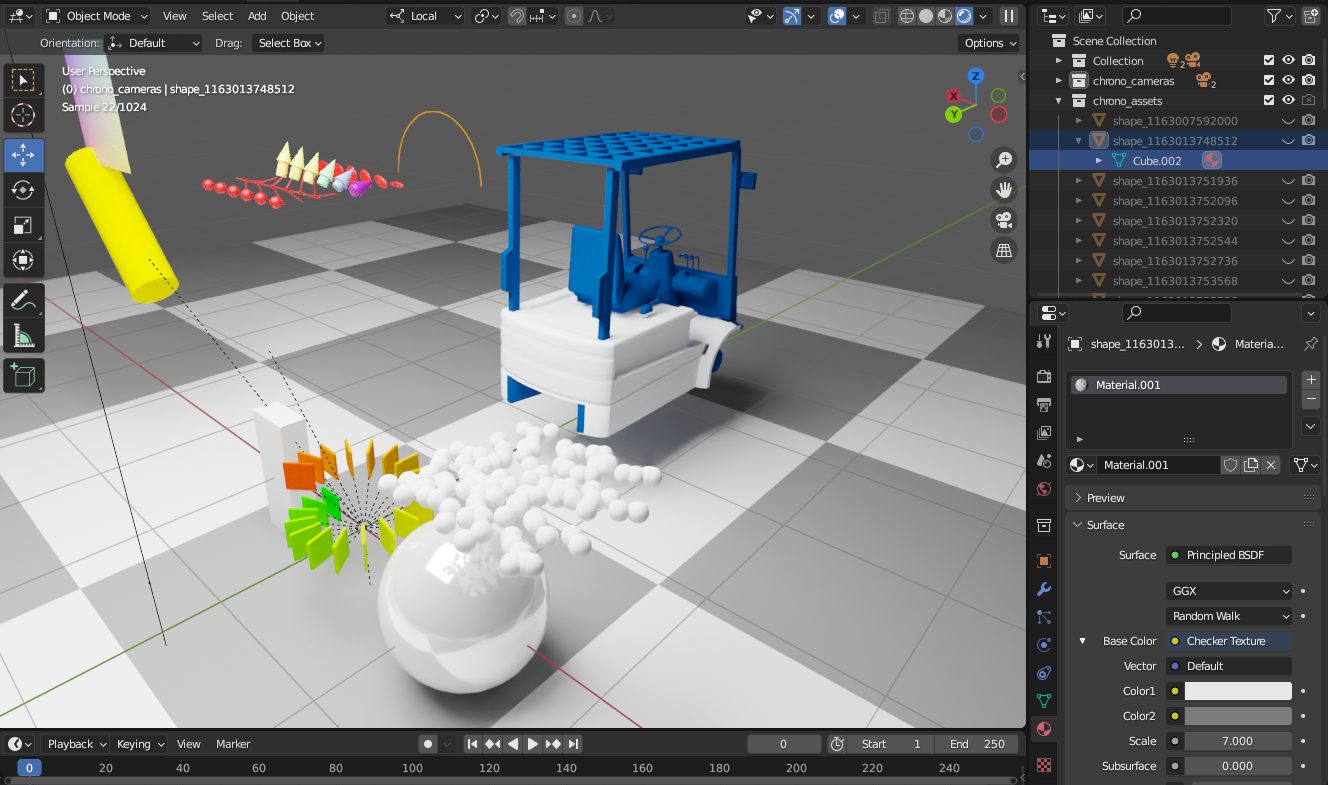 Object Mode View Select Add Object Local
Orientation: Default Drag: Select Box Options
User Perspective
(0) chrono_cameras | shape_1163013748512
Sample 22/1024
X
Y
Z
Scene Collection
Collection 2
chrono_cameras 2
chrono_assets
shape_1163007592000
shape_1163013748512
Cube.002
shape_1163013751936
shape_1163013752096
shape_1163013752320
shape_1163013752544
shape_1163013752736
shape_1163013753568
shape_1163013... Materia...
Material.001
Material.001
Preview
Surface
Surface Principled BSDF
GGX
Random Walk
Base Color Checker Texture
Vector Default
Color1
Color2
Scale 7.000
Subsurface 0.000
Playback Keying View Marker 0 Start 1 End 250
0 20 40 60 80 100 120 140 160 180 200 220 240